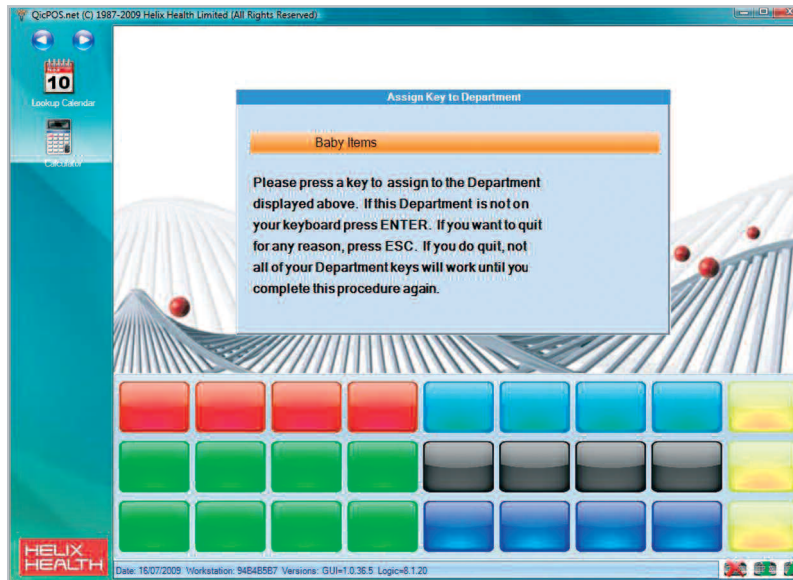 QicPOS.net (C) 1987-2009 Helix Health Limited (All Rights Reserved)
10
Lookup Calendar
Calculator
Assign Key to Department
Baby Items
Please press a key to assign to the Department
displayed above. If this Department is not on
your keyboard press ENTER. If you want to quit
for any reason, press ESC. If you do quit, not
all of your Department keys will work until you
complete this procedure again.
HELIX
HEALTH
Date: 16/07/2009 Workstation: 94B4B5B7 Versions: GUI=1.0.36.5 Logic=8.1.20